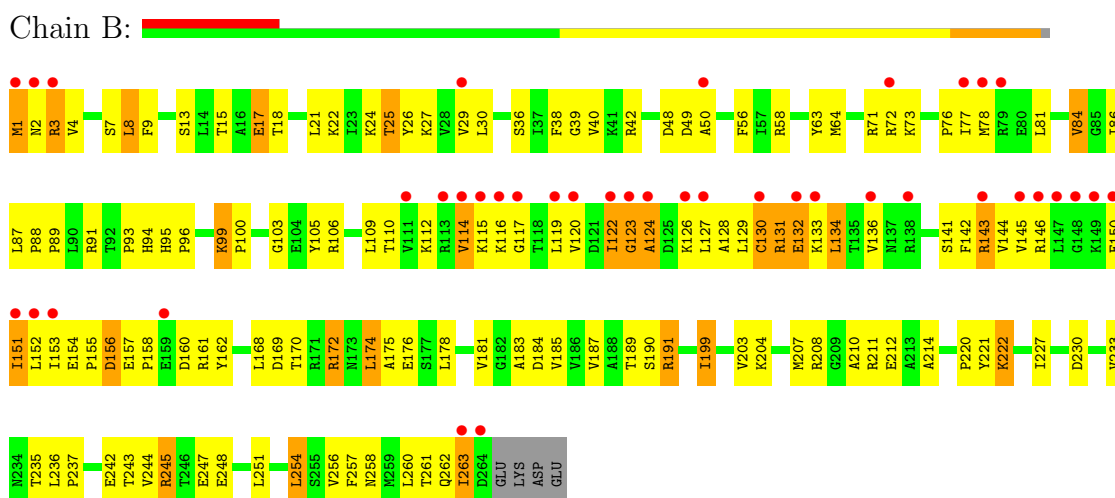 Chain B:
M1 N2 R3 V4 S7 L8 F9 S13 L14 T15 A16 E17 T18 L21 K22 I23 K24 T25 Y26 K27 V28 V29 L30 S36 I37 F38 G39 V40 K41 R42 D48 D49 A50 F56 I57 R58 Y63 M64 R71 R72 K73 P76 I77 M78 R79 E80 L81 V84 G85 I86
L87 P88 P89 L90 R91 T92 P93 H94 H95 P96 K99 P100 G103 E104 Y105 R106 L109 T110 V111 K112 R113 V114 K115 K116 G117 T118 L119 V120 D121 I122 G123 A124 D125 K126 L127 A128 L129 C130 R131 E132 K133 L134 T135 V136 N137 R138 S141 F142 R143 V144 V145 R146 L147 G148 K149 E150
I151 L152 I153 E154 P155 D156 E157 P158 E159 D160 R161 Y162 L168 D169 T170 R171 R172 N173 L174 A175 E176 S177 L178 V181 G182 A183 D184 V185 V186 V187 A188 T189 S190 R191 I199 V203 K204 M207 R208 G209 A210 R211 E212 A213 A214 P220 Y221 K222 I227 D230 V233
N234 T235 L236 P237 E242 T243 V244 R245 T246 E247 E248 L251 L254 S255 V256 F257 N258 M259 L260 T261 Q262 I263 D264 GLU LYS ASP GLU